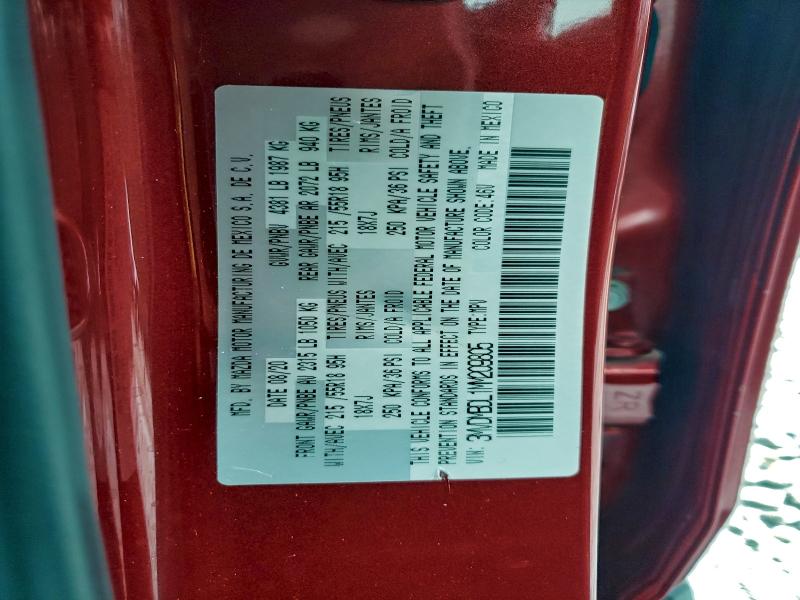 MFD. BY MAZDA MOTOR MANUFACTURING DE MEXICO S.A. DE C.V.
DATE 08/20 GVWR/PNBV 4381 LB 1987 KG
FRONT GAWR/PNBE AV 2315 LB 1050 KG REAR GAWR/PNBE AR 2072 LB 940 KG
WITH/AVEC 215 /55R18 95H TIRES/PNEUS WITH/AVEC 215 /55R18 95H TIRES/PNEUS
18X7J RIMS/JANTES 18X7J RIMS/JANTES
250 KPA/36 PSI COLD/A FROID 250 KPA/36 PSI COLD/A FROID
THIS VEHICLE CONFORMS TO ALL APPLICABLE FEDERAL MOTOR VEHICLE SAFETY AND THEFT
PREVENTION STANDARDS IN EFFECT ON THE DATE OF MANUFACTURE SHOWN ABOVE.
VIN: TYPE:MPV COLOR CODE:46V MADE IN MEXICO